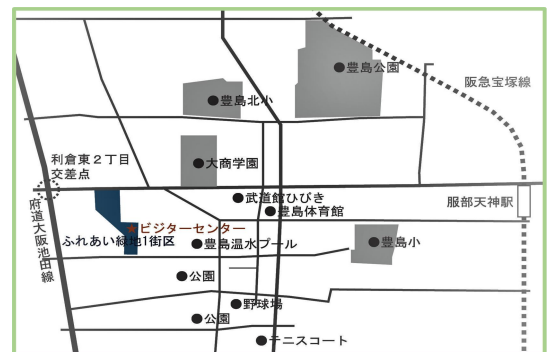 豊島公園
阪急宝塚線
豊島北小
利倉東2丁目
交差点
大商学園
武道館ひびき
豊島体育館
服部天神駅
府道大阪池田線
ビジターセンター
ふれあい緑地1街区
豊島温水プール
豊島小
公園
野球場
公園
テニスコート